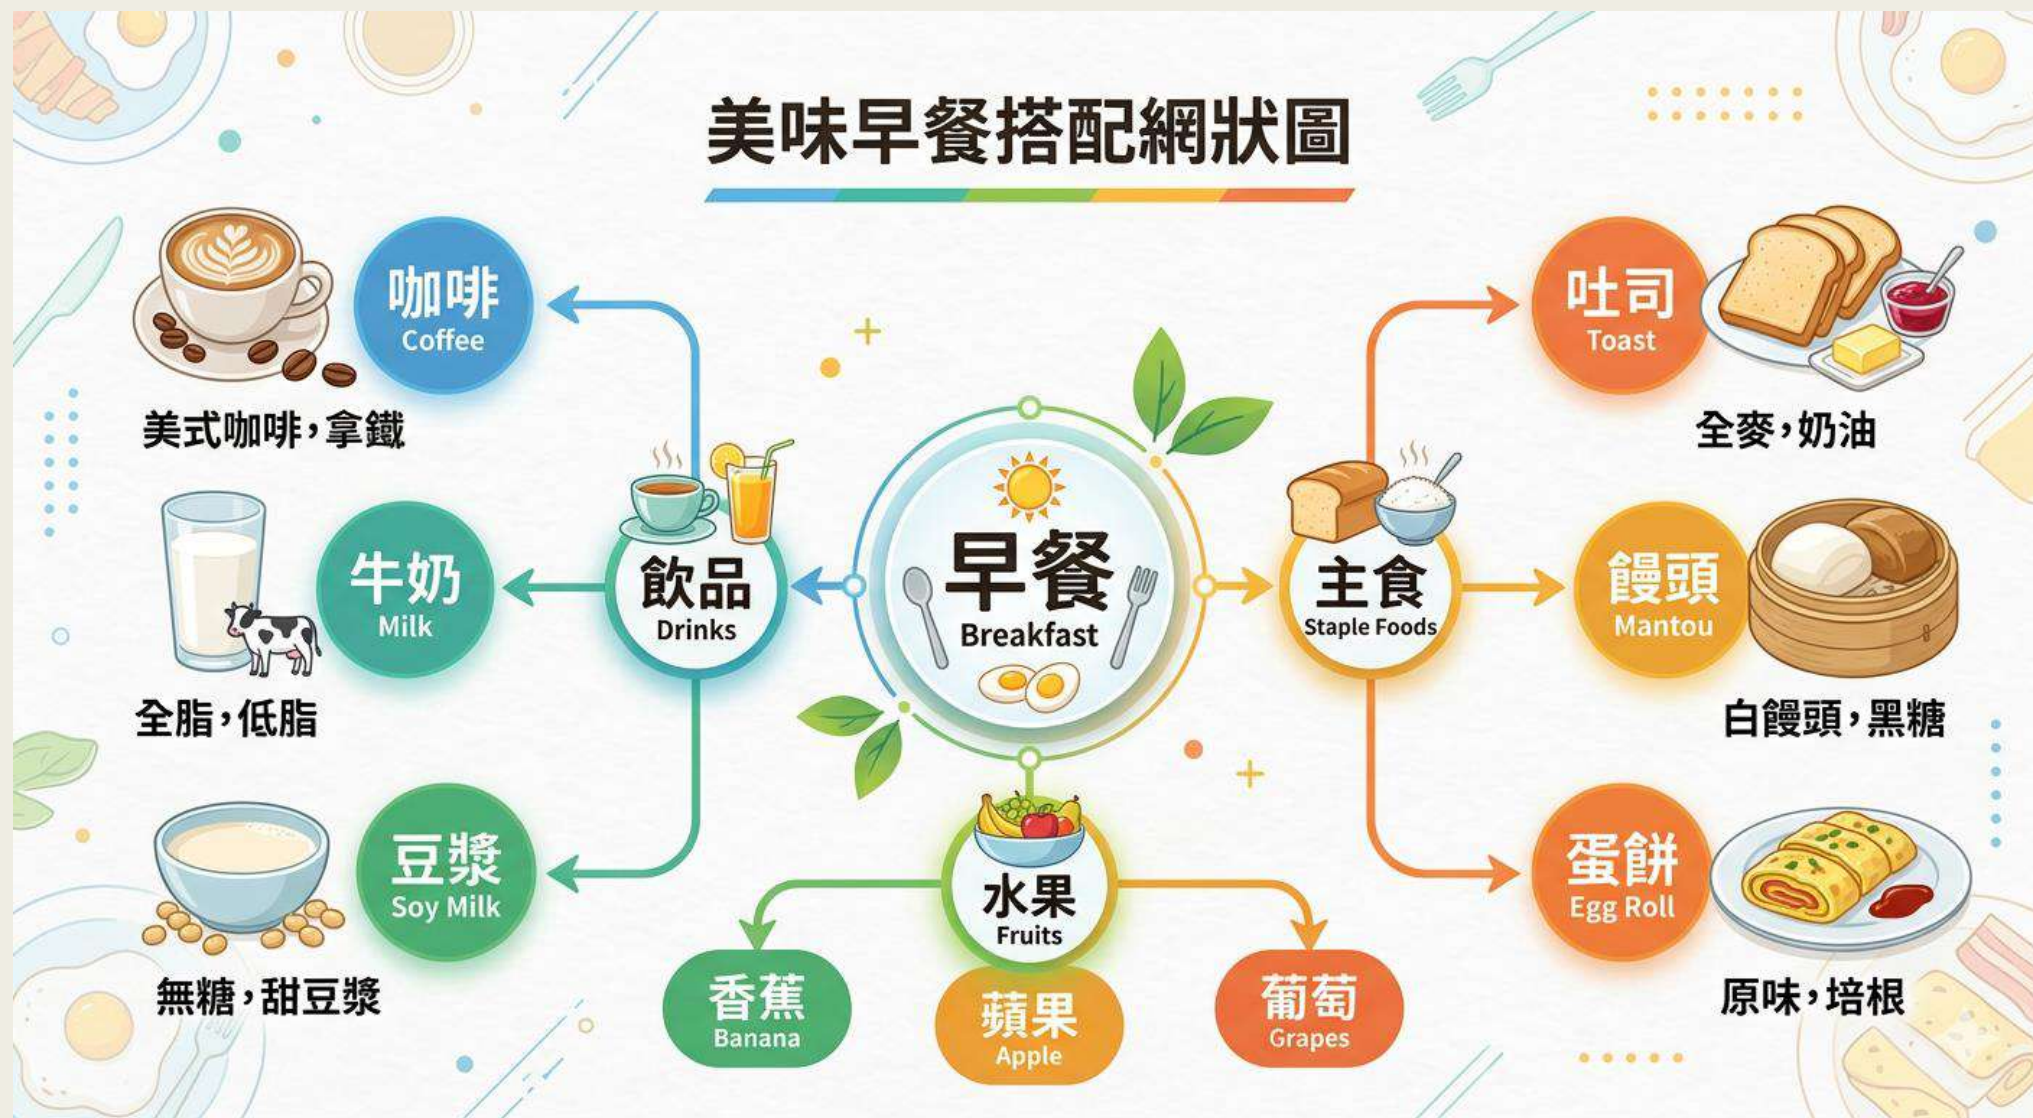 美味早餐搭配網狀圖
早餐
Breakfast
飲品
Drinks
咖啡
Coffee
美式咖啡，拿鐵
牛奶
Milk
全脂，低脂
豆漿
Soy Milk
無糖，甜豆漿
主食
Staple Foods
吐司
Toast
全麥，奶油
饅頭
Mantou
白饅頭，黑糖
蛋餅
Egg Roll
原味，培根
水果
Fruits
香蕉
Banana
蘋果
Apple
葡萄
Grapes